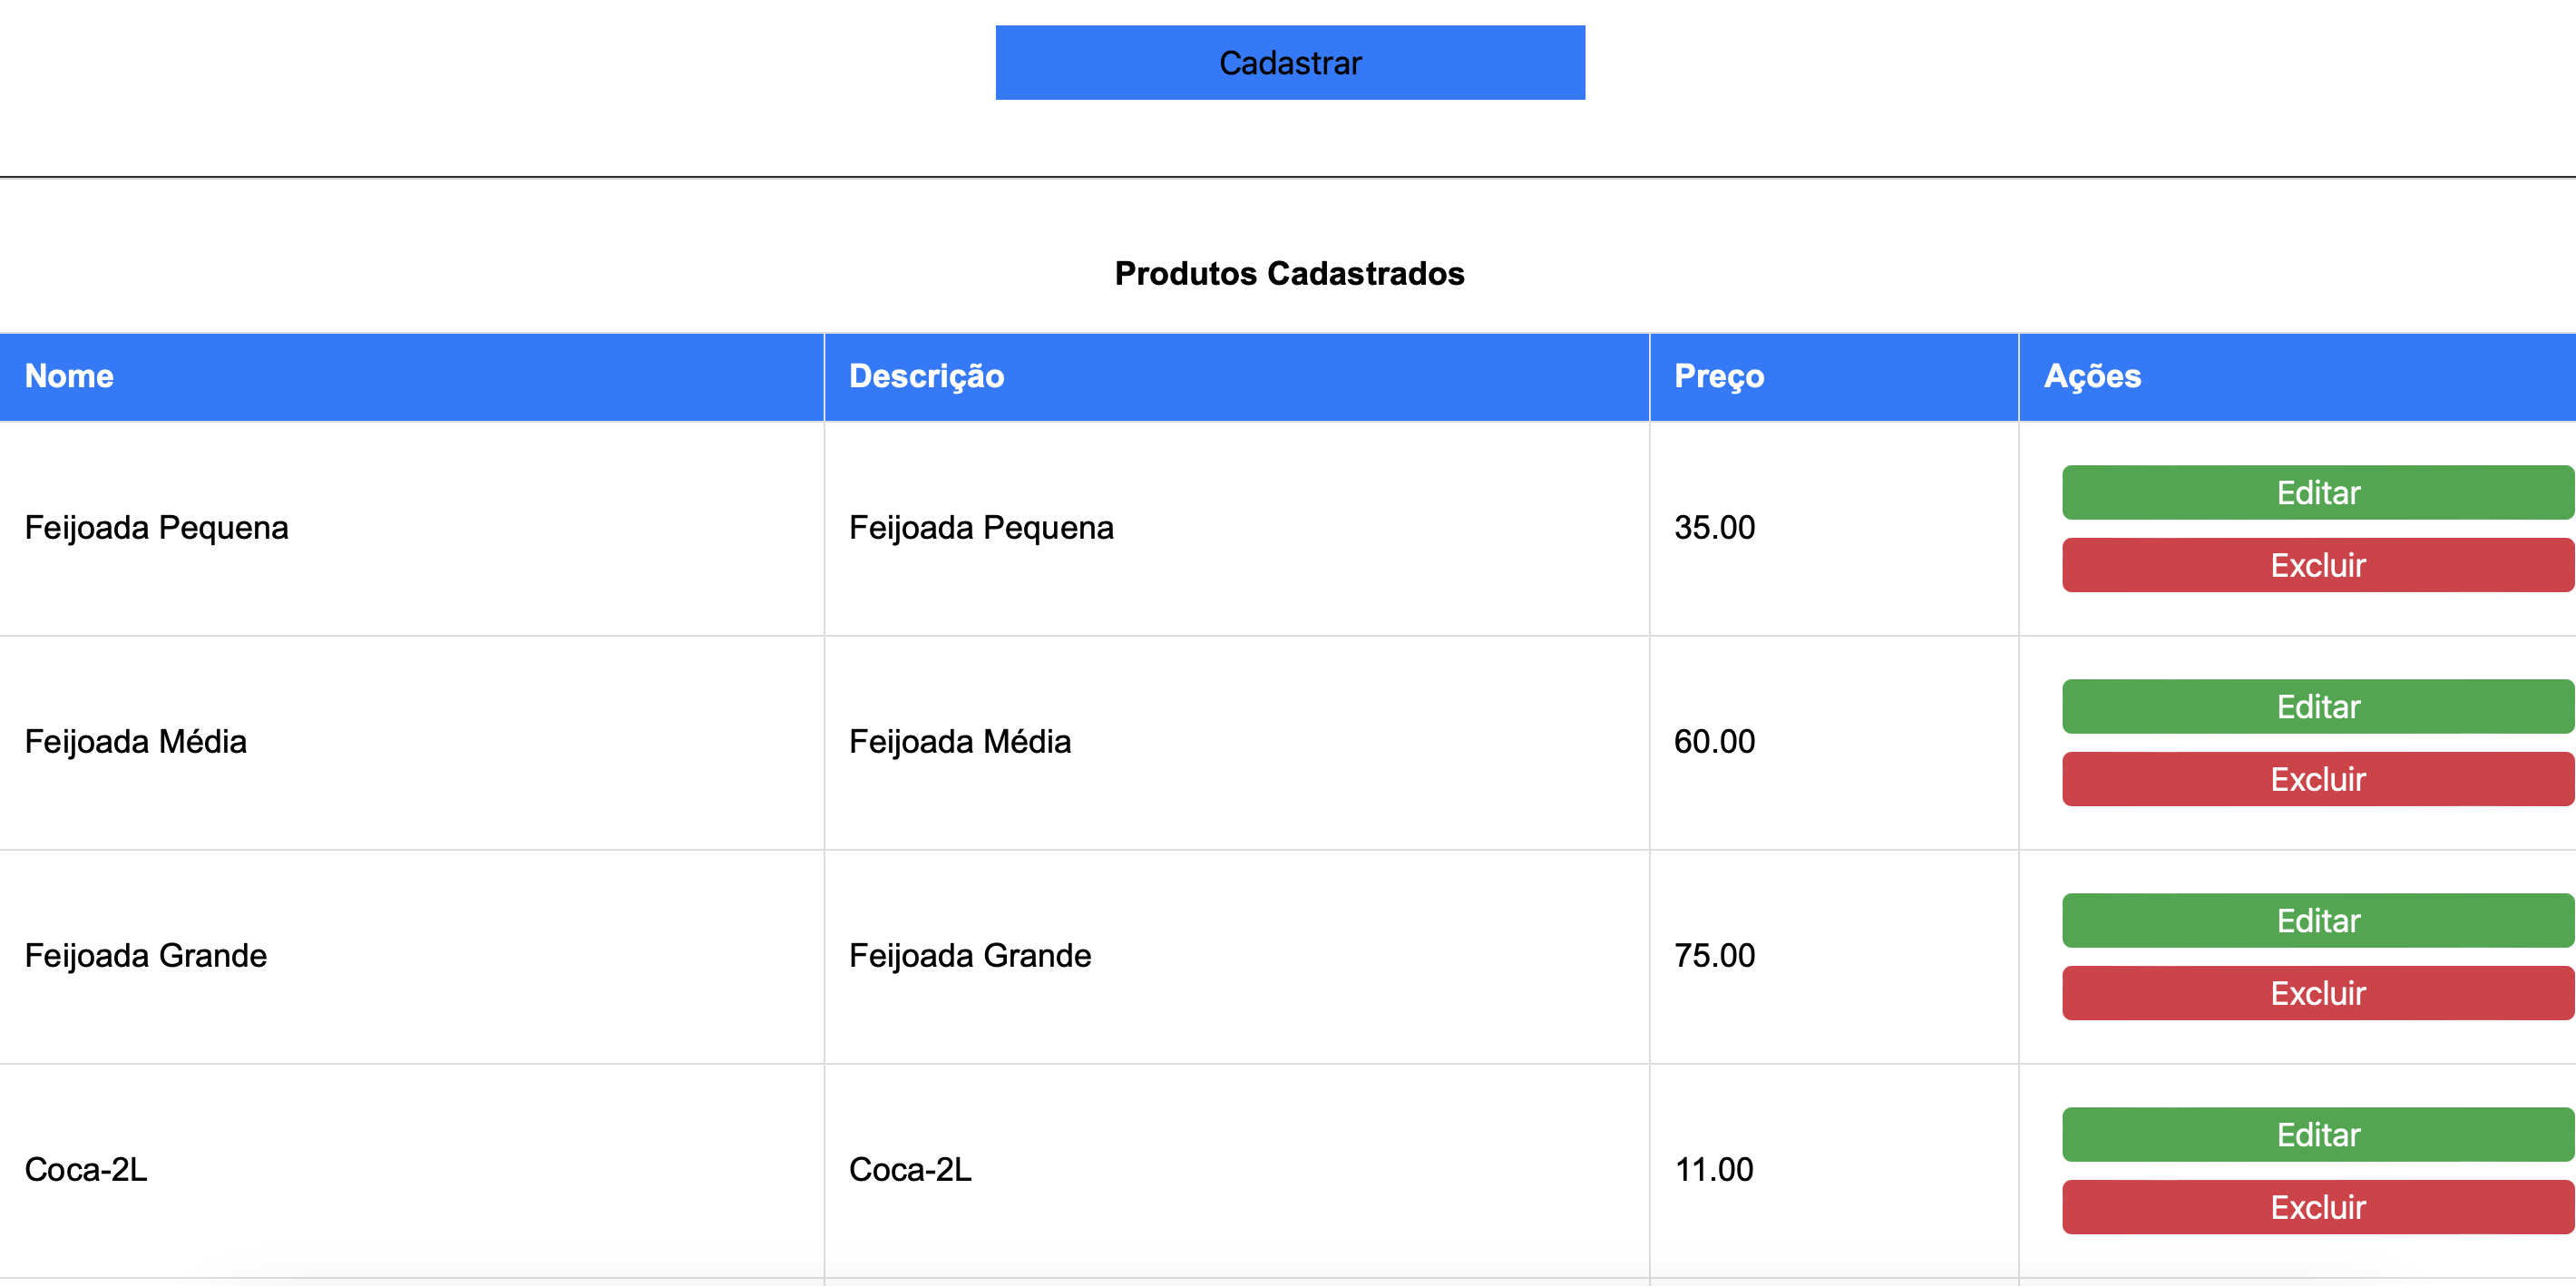 Cadastrar
Produtos Cadastrados
Nome Descrição Preço Ações
Feijoada Pequena Feijoada Pequena 35.00 Editar
Excluir
Feijoada Média Feijoada Média 60.00 Editar
Excluir
Feijoada Grande Feijoada Grande 75.00 Editar
Excluir
Coca-2L Coca-2L 11.00 Editar
Excluir